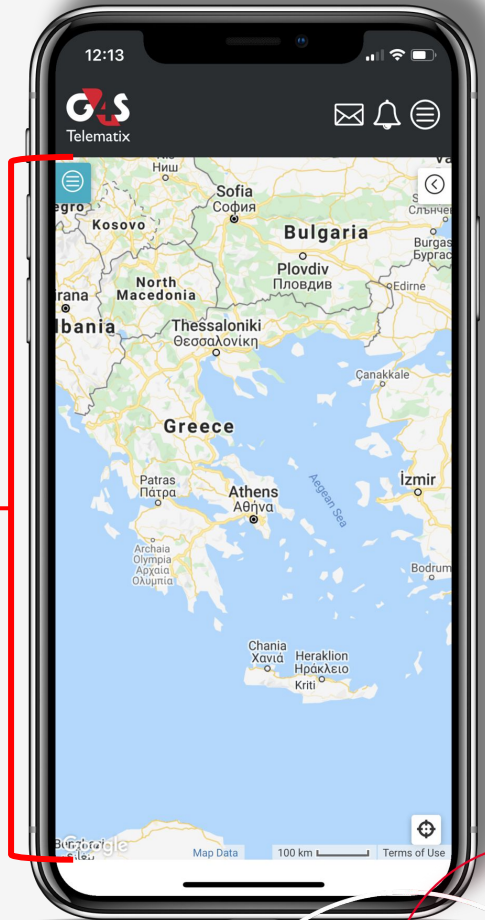 12:13
G4S
Telematix
Ниш
Sofia
София
Kosovo
Bulgaria
Burgas
Бургас
Plovdiv
Пловдив
North
Macedonia
Edirne
Thessaloniki
Θεσσαλονίκη
Çanakkale
Greece
Patras
Πάτρα
Athens
Αθήνα
Aegean Sea
İzmir
Archaia
Olympia
Αρχαία
Ολυμπία
Bodrum
Chania
Χανιά
Heraklion
Ηράκλειο
Kriti
Google
Map Data
100 km
Terms of Use